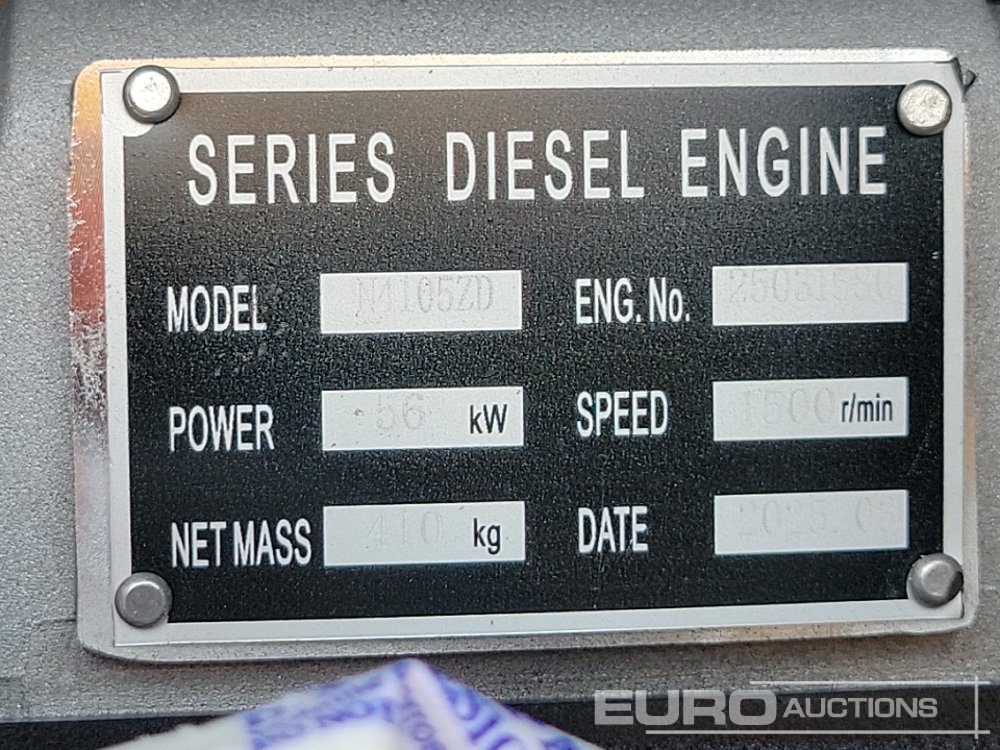 SERIES DIESEL ENGINE
MODEL N4105ZD ENG. No.
POWER 56 kW SPEED 1500 r/min
NET MASS 410 kg DATE
EURO AUCTIONS